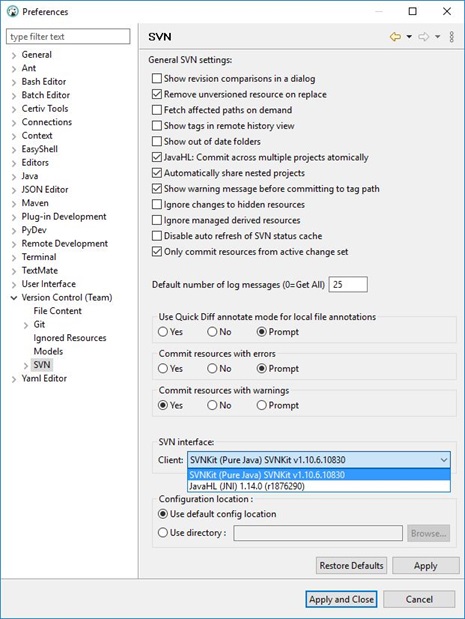 Preferences
type filter text
General
Ant
Bash Editor
Batch Editor
Certiv Tools
Connections
Context
EasyShell
Editors
Java
JSON Editor
Maven
Plug-in Development
PyDev
Remote Development
Terminal
TextMate
User Interface
Version Control (Team)
File Content
Git
Ignored Resources
Models
SVN
Yaml Editor
SVN
General SVN settings:
Show revision comparisons in a dialog
Remove unversioned resource on replace
Fetch affected paths on demand
Show tags in remote history view
Show out of date folders
JavaHL: Commit across multiple projects atomically
Automatically share nested projects
Show warning message before committing to tag path
Ignore changes to hidden resources
Ignore managed derived resources
Disable auto refresh of SVN status cache
Only commit resources from active change set
Default number of log messages (0=Get All) 25
Use Quick Diff annotate mode for local file annotations
Yes No Prompt
Commit resources with errors
Yes No Prompt
Commit resources with warnings
Yes No Prompt
SVN interface:
Client: SVNKit (Pure Java) SVNKit v1.10.6.10830
SVNKit (Pure Java) SVNKit v1.10.6.10830
JavaHL (JNI) 1.14.0 (r1876290)
Configuration location :
Use default config location
Use directory : Browse...
Restore Defaults Apply
Apply and Close Cancel